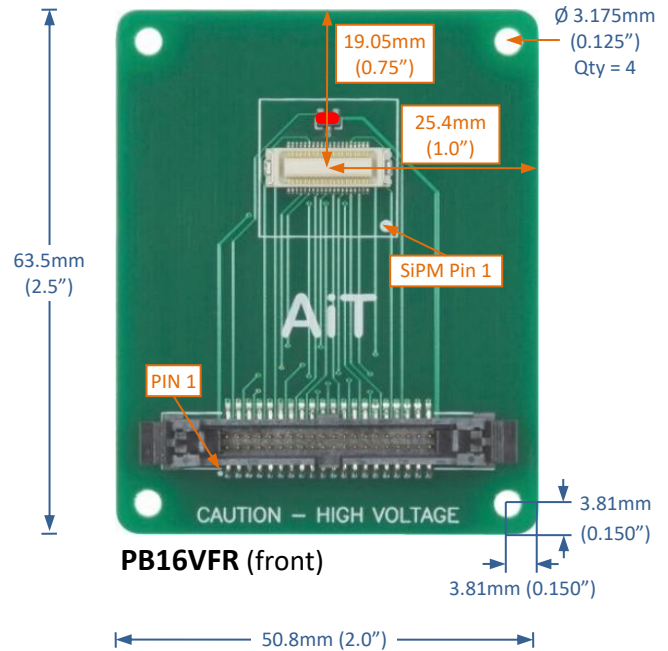 Ø 3.175mm
(0.125”)
Qty = 4
19.05mm
(0.75”)
25.4mm
(1.0”)
63.5mm
(2.5”)
SiPM Pin 1
AiT
PIN 1
CAUTION – HIGH VOLTAGE
3.81mm
(0.150”)
PB16VFR (front)
3.81mm (0.150”)
50.8mm (2.0”)